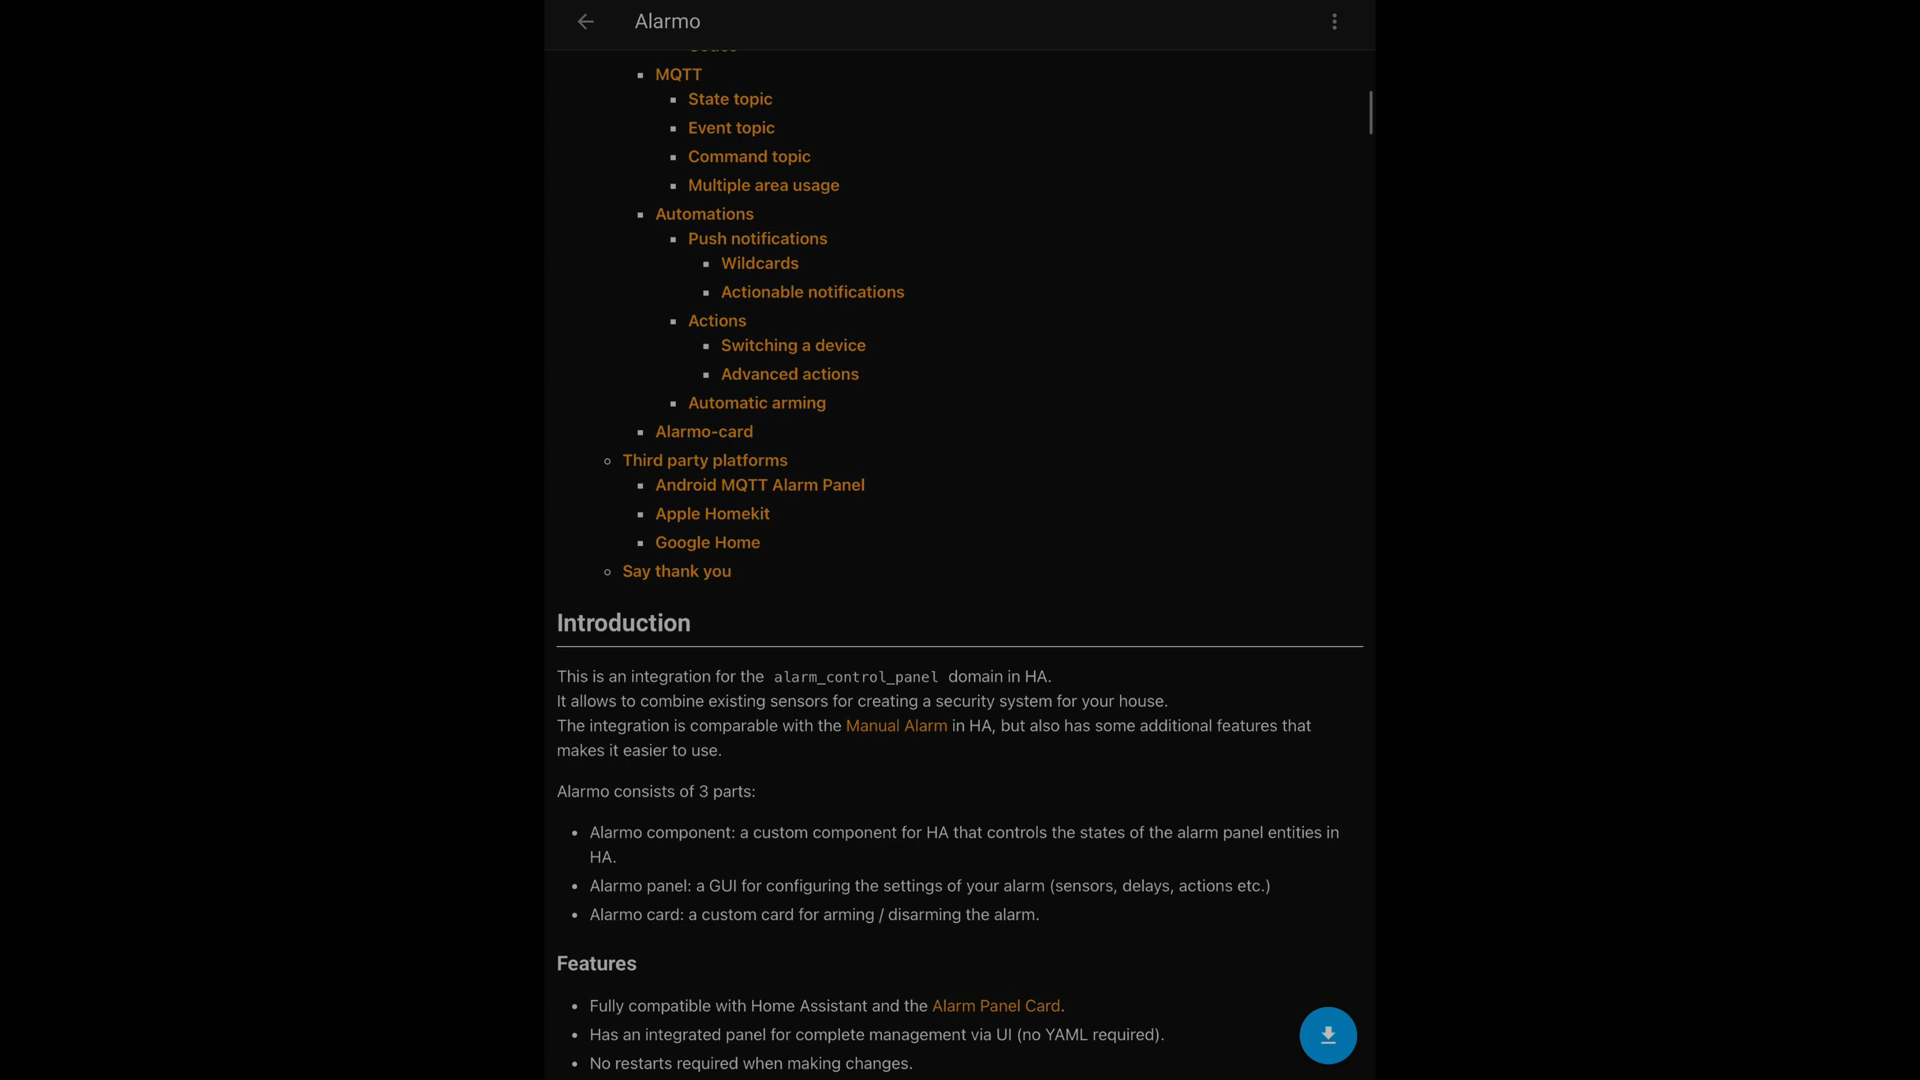 Alarmo
MQTT
State topic
Event topic
Command topic
Multiple area usage
Automations
Push notifications
Wildcards
Actionable notifications
Actions
Switching a device
Advanced actions
Automatic arming
Alarmo-card
Third party platforms
Android MQTT Alarm Panel
Apple Homekit
Google Home
Say thank you
Introduction
This is an integration for the alarm_control_panel domain in HA.
It allows to combine existing sensors for creating a security system for your house.
The integration is comparable with the Manual Alarm in HA, but also has some additional features that
makes it easier to use.
Alarmo consists of 3 parts:
Alarmo component: a custom component for HA that controls the states of the alarm panel entities in
HA.
Alarmo panel: a GUI for configuring the settings of your alarm (sensors, delays, actions etc.)
Alarmo card: a custom card for arming / disarming the alarm.
Features
Fully compatible with Home Assistant and the Alarm Panel Card.
Has an integrated panel for complete management via UI (no YAML required).
No restarts required when making changes.